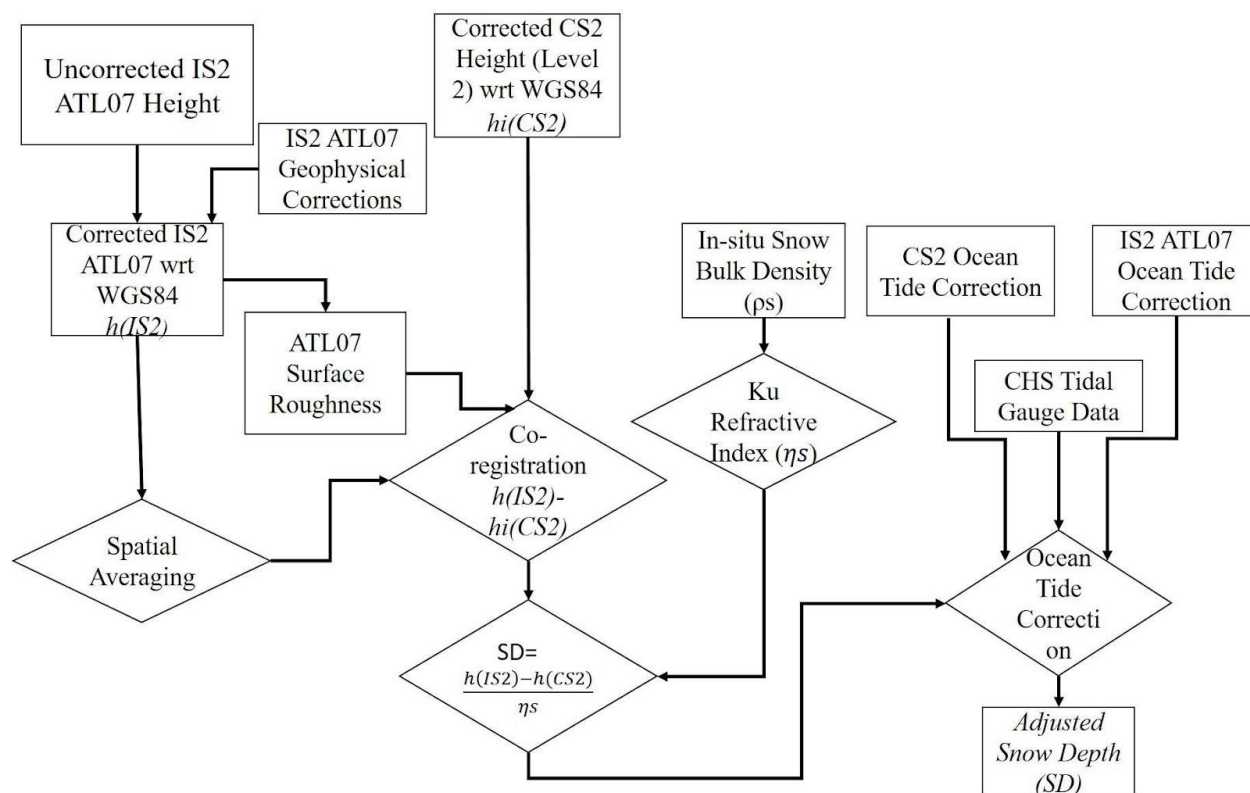 Uncorrected IS2
ATL07 Height
Corrected CS2
Height (Level
2) wrt WGS84
hi(CS2)
IS2 ATL07
Geophysical
Corrections
Corrected IS2
ATL07 wrt
WGS84
h(IS2)
ATL07
Surface
Roughness
Spatial
Averaging
Co-
registration
h(IS2)-
hi(CS2)
In-situ Snow
Bulk Density
(ρs)
Ku
Refractive
Index (ηs)
SD=
h(IS2)−h(CS2)
ηs
CS2 Ocean
Tide Correction
IS2 ATL07
Ocean Tide
Correction
CHS Tidal
Gauge Data
Ocean
Tide
Correcti
on
Adjusted
Snow Depth
(SD)